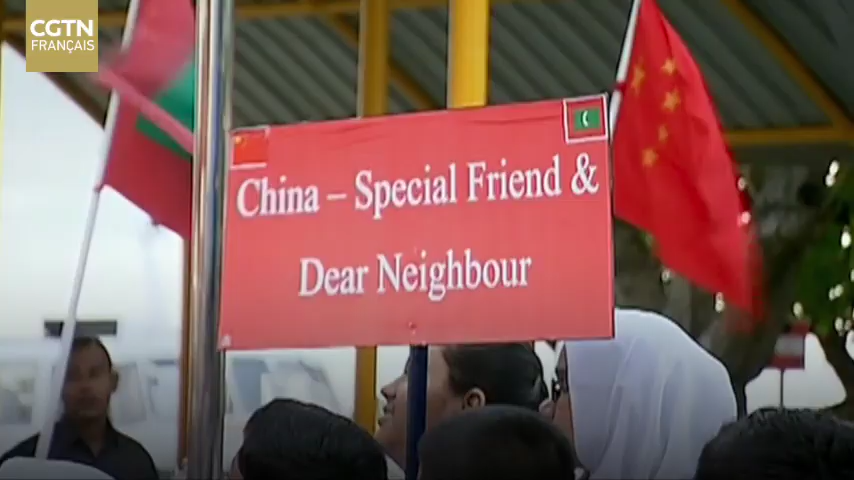 CGTN
FRANÇAIS
China – Special Friend &
Dear Neighbour